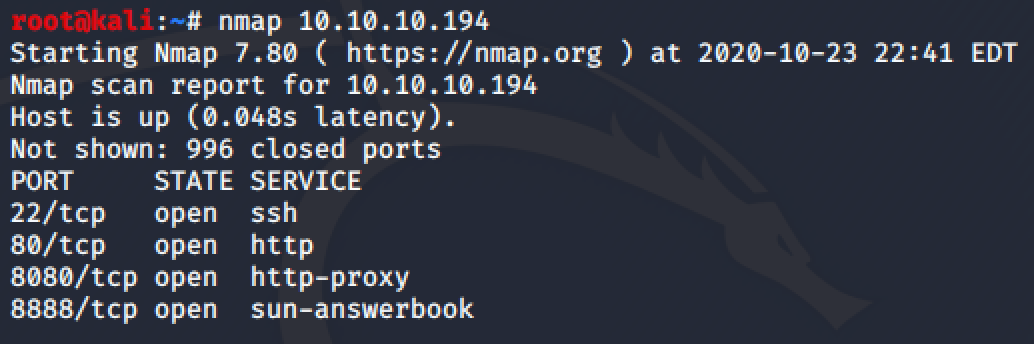 root@kali:~# nmap 10.10.10.194
Starting Nmap 7.80 ( https://nmap.org ) at 2020-10-23 22:41 EDT
Nmap scan report for 10.10.10.194
Host is up (0.048s latency).
Not shown: 996 closed ports
PORT     STATE SERVICE
22/tcp   open  ssh
80/tcp   open  http
8080/tcp open  http-proxy
8888/tcp open  sun-answerbook